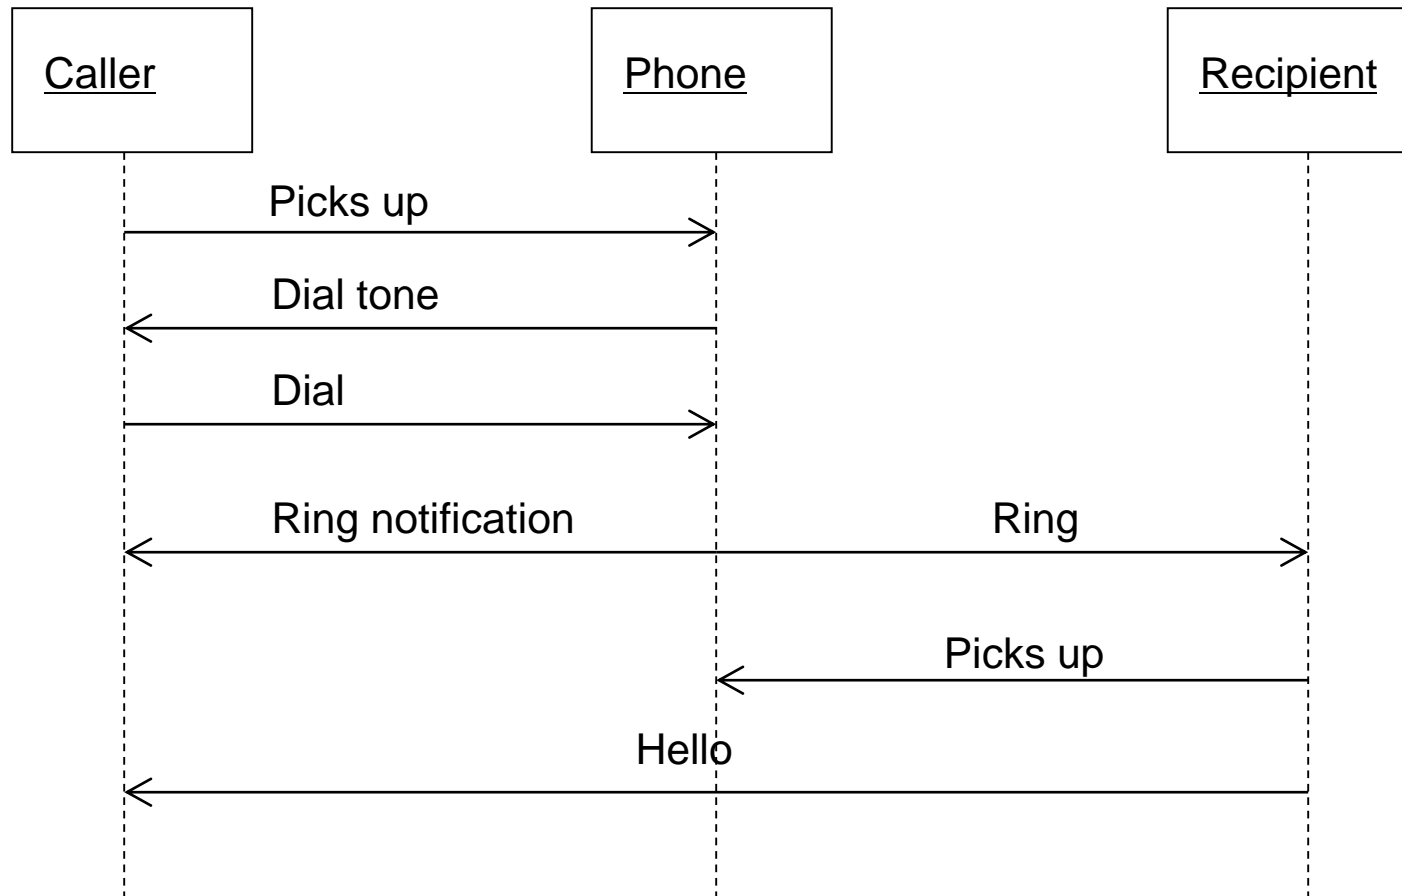 Caller
Phone
Recipient
Picks up
Dial tone
Dial
Ring notification
Ring
Picks up
Hello